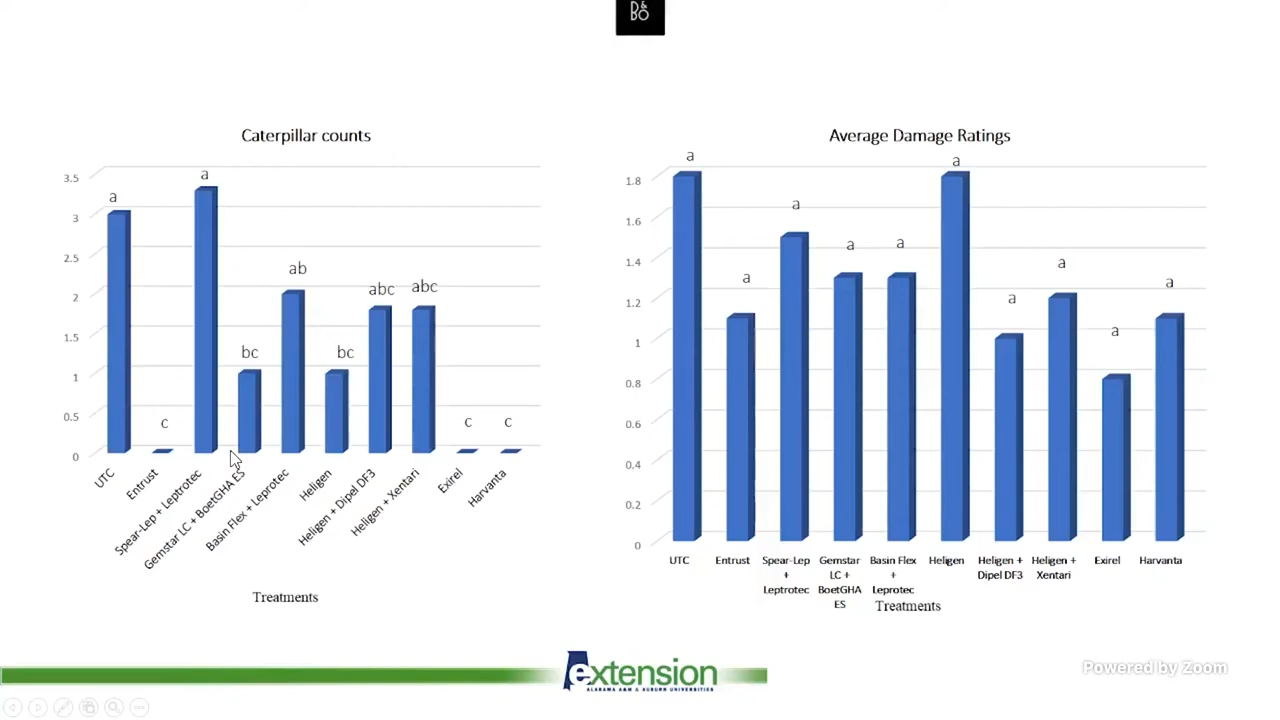 B&O
Caterpillar counts
3.5
3
2.5
2
1.5
1
0.5
0
a
c
a
bc
ab
bc
abc
abc
c
c
UTC
Entrust
Spear-Lep + Leptrotec
Gemstar LC + BoetGHA ES
Basin Flex + Leprotec
Heligen
Heligen + Dipel DF3
Heligen + Xentari
Exirel
Harvanta
Treatments
Average Damage Ratings
1.8
1.6
1.4
1.2
1
0.8
0.6
0.4
0.2
0
a
a
a
a
a
a
a
a
a
a
UTC
Entrust
Spear-Lep
+
Leptrotec
Gemstar
LC +
BoetGHA
ES
Basin Flex
+
Leprotec
Heligen
Heligen +
Dipel DF3
Heligen +
Xentari
Exirel
Harvanta
Treatments
extension
ALABAMA A&M & AUBURN UNIVERSITIES
Powered by Zoom